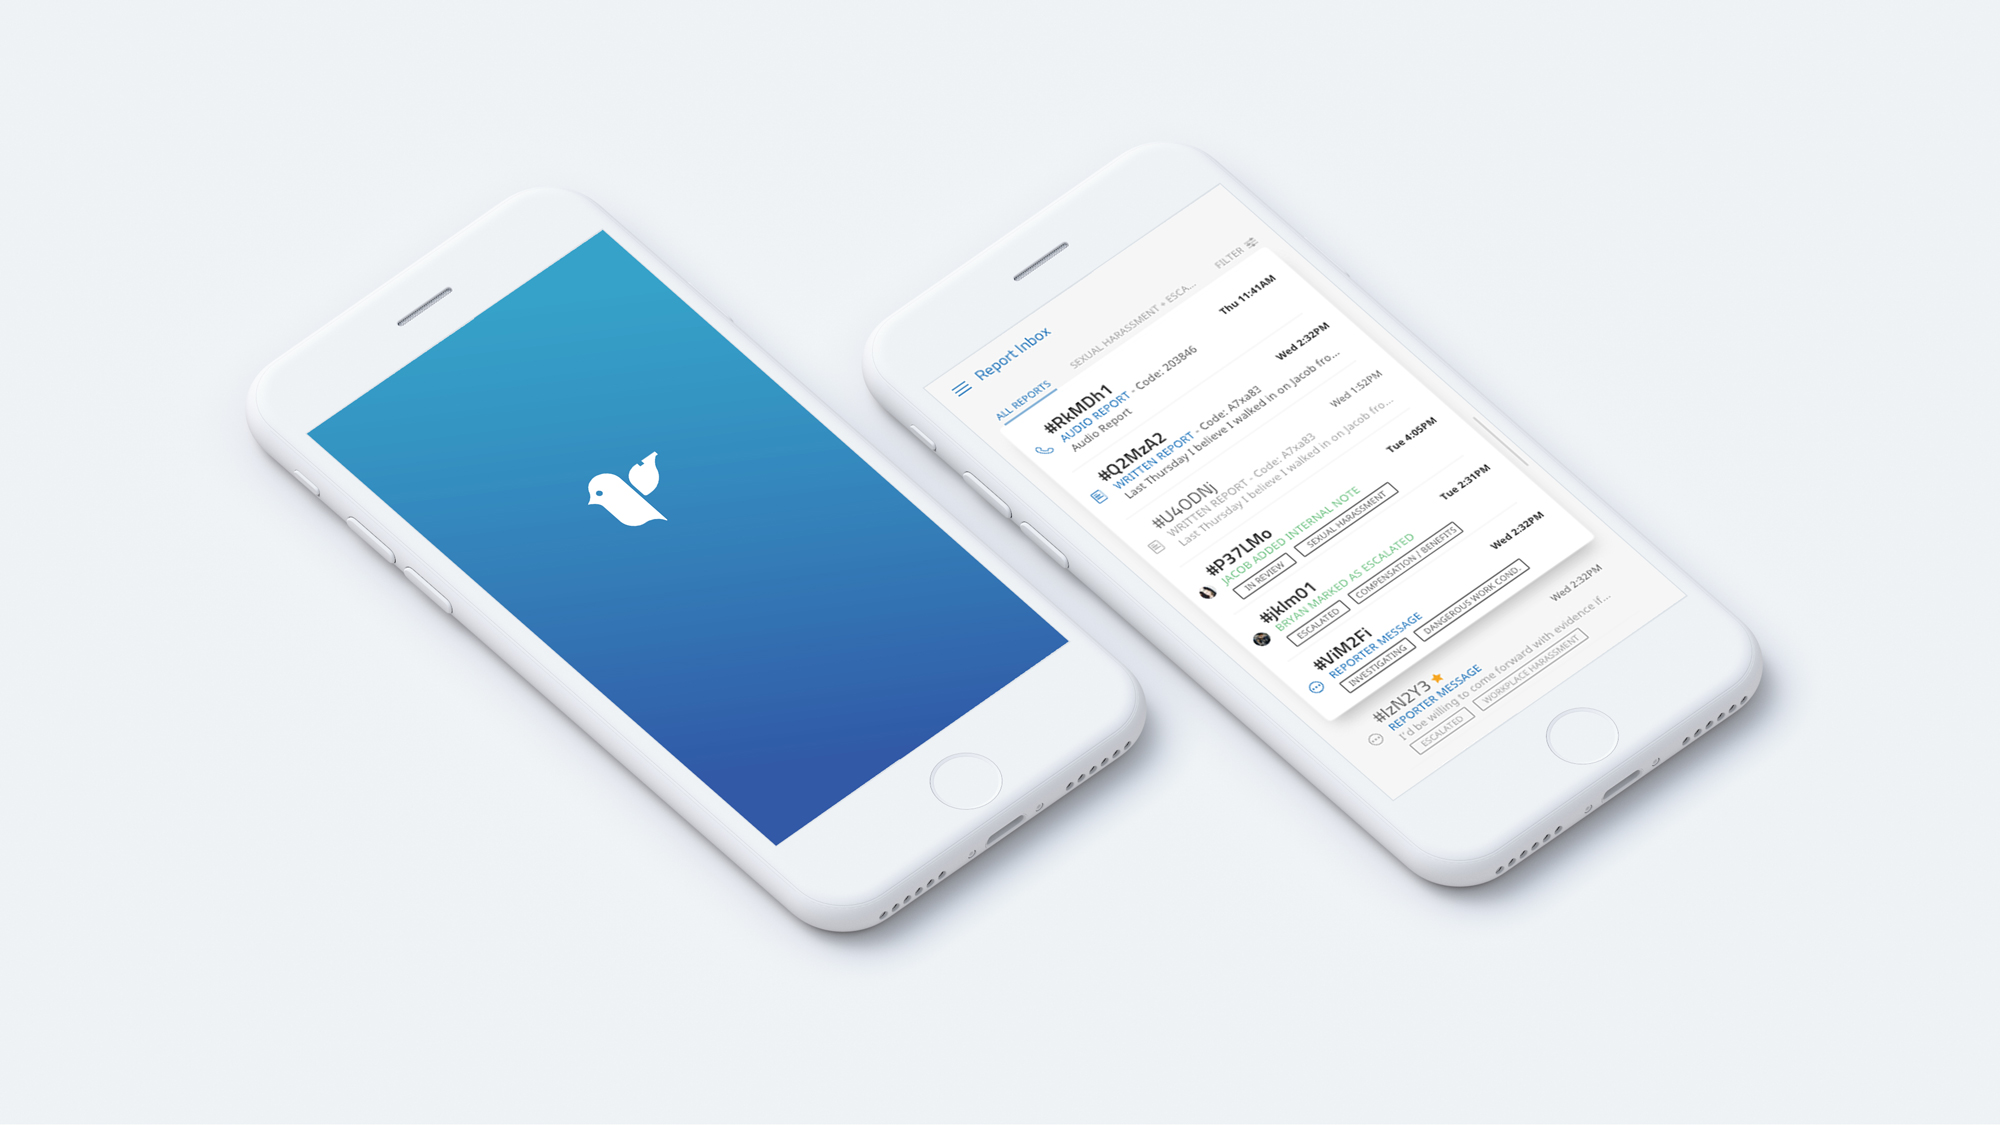 Report Inbox
ALL REPORTS
SEXUAL HARASSMENT + ESCA...
FILTER
#RkMDh1
Thu 11:41AM
AUDIO REPORT - Code: 203846
Audio Report
#Q2MzA2
Wed 2:32PM
WRITTEN REPORT - Code: A7xa83
Last Thursday I believe I walked in on Jacob fro...
#U4ODNj
Wed 1:52PM
WRITTEN REPORT - Code: A7xa83
Last Thursday I believe I walked in on Jacob fro...
#P37LMo
Tue 4:05PM
JACOB ADDED INTERNAL NOTE
IN REVIEW
SEXUAL HARASSMENT
#jklm01
Tue 2:31PM
BRYAN MARKED AS ESCALATED
ESCALATED
COMPENSATION / BENEFITS
#ViM2Fi
Wed 2:32PM
REPORTER MESSAGE
INVESTIGATING
DANGEROUS WORK COND.
#IzN2Y3
Wed 2:32PM
REPORTER MESSAGE
I'd be willing to come forward with evidence if...
ESCALATED
WORKPLACE HARASSMENT